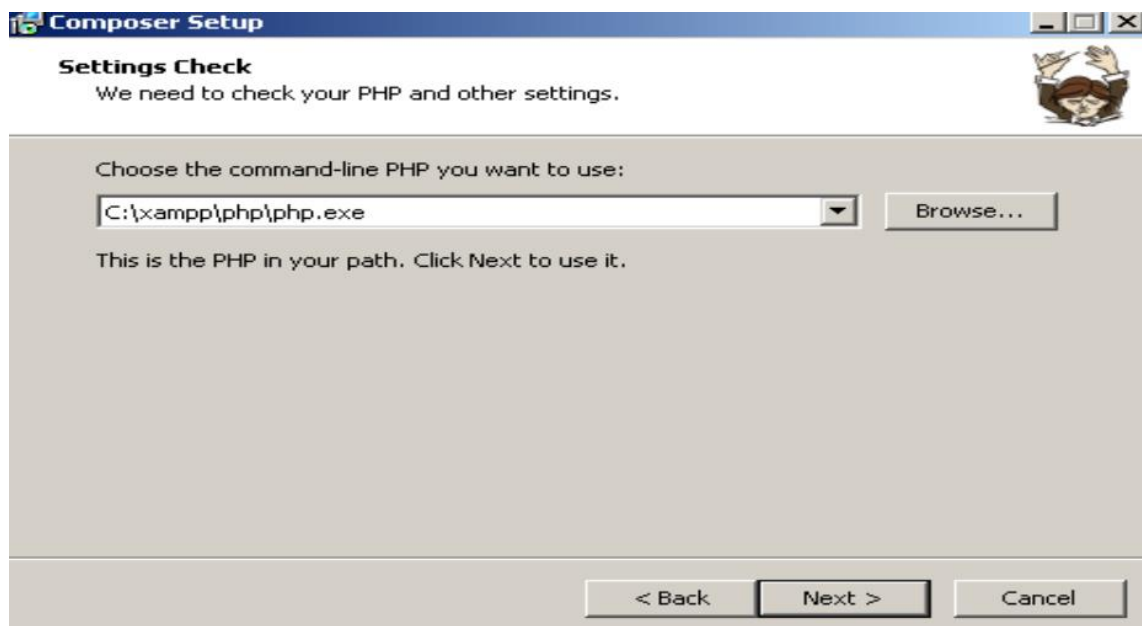 Composer Setup
Settings Check
We need to check your PHP and other settings.
Choose the command-line PHP you want to use:
C:\xampp\php\php.exe
Browse...
This is the PHP in your path. Click Next to use it.
< Back
Next >
Cancel